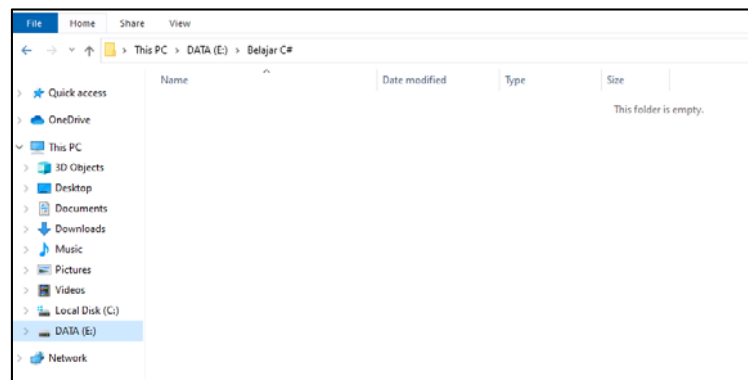 File Home Share View
This PC > DATA (E:) > Belajar C#
Name Date modified Type Size
This folder is empty.
Quick access
OneDrive
This PC
3D Objects
Desktop
Documents
Downloads
Music
Pictures
Videos
Local Disk (C:)
DATA (E:)
Network